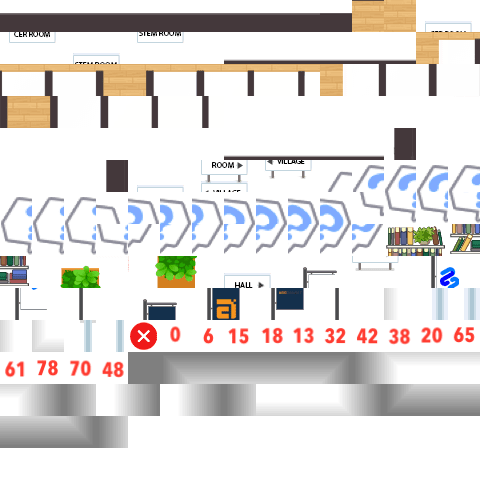 CER ROOM
STEM ROOM
STEM ROOM
ROOM ▶
◀ VILLAGE
VILLAGE
HALL ▶
0 6 15 18 13 32 42 38 20 65
61 78 70 48